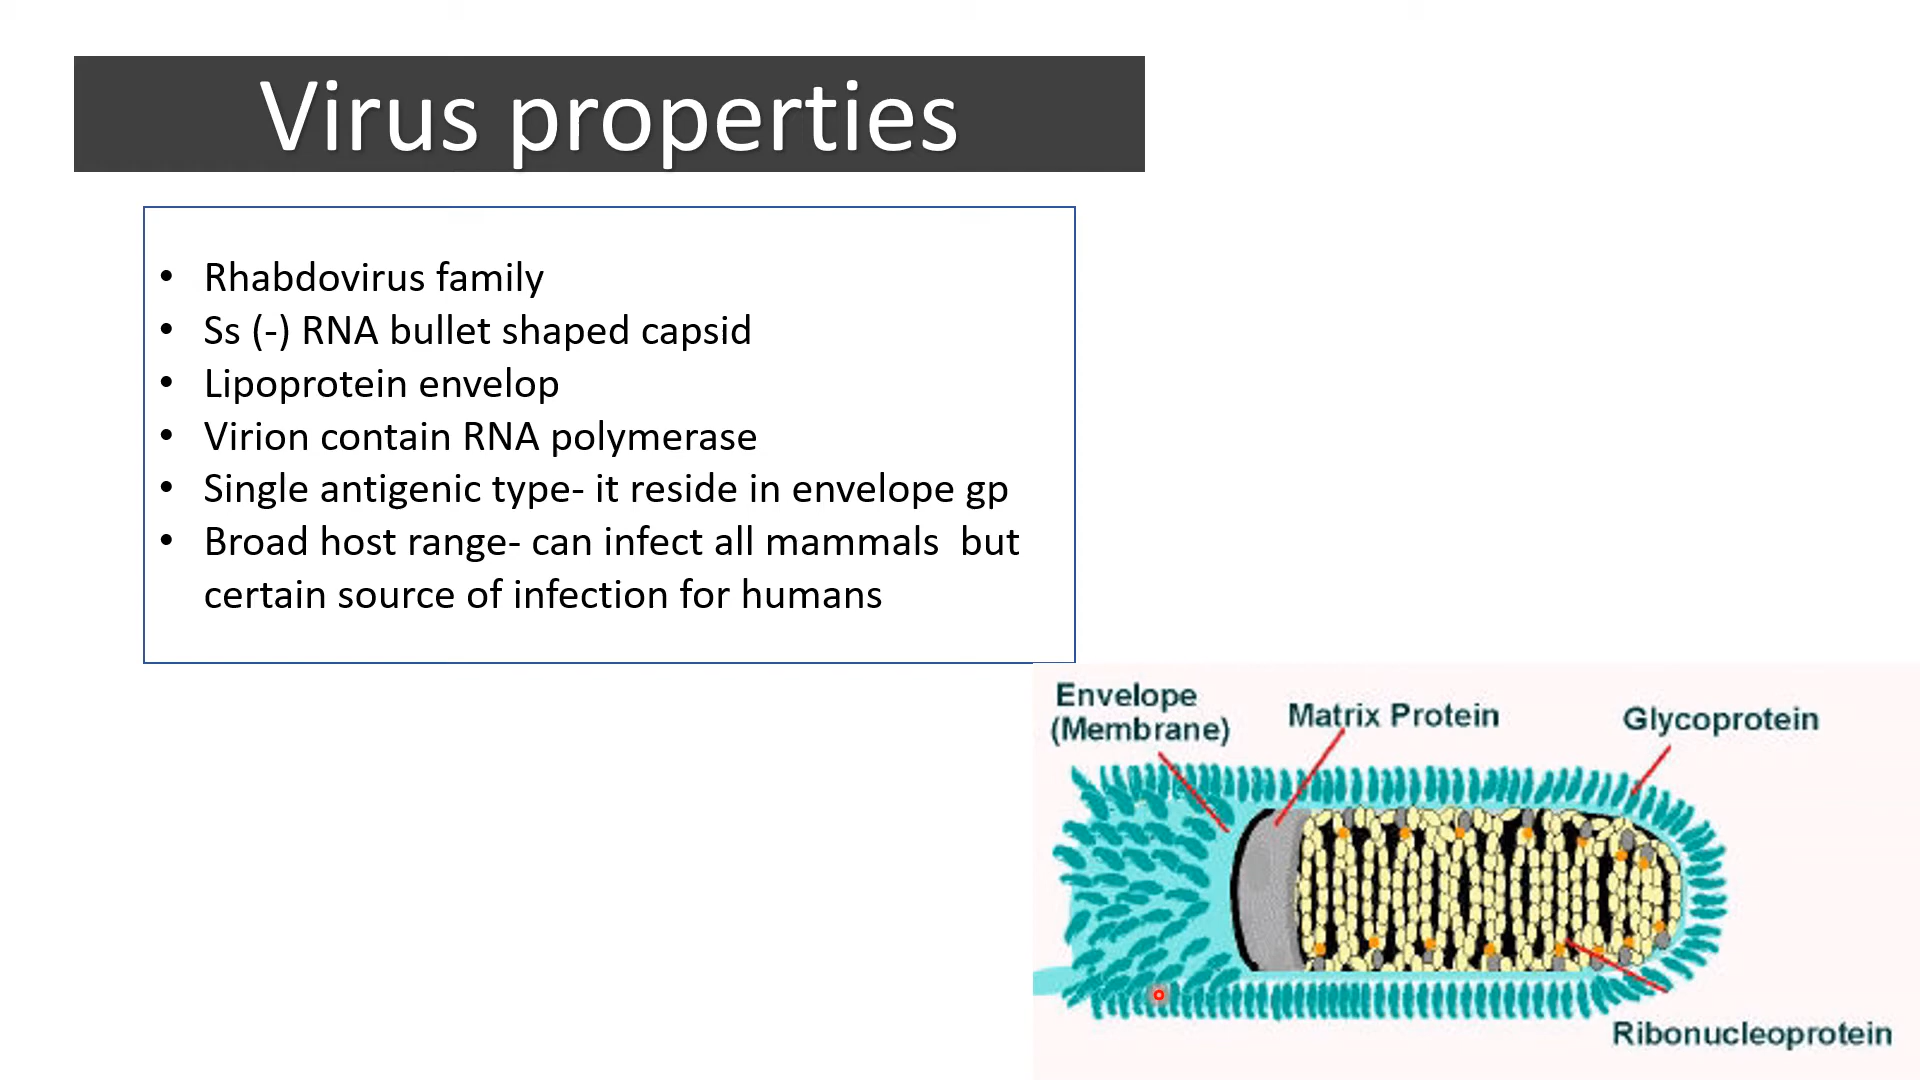 Virus properties
• Rhabdovirus family
• Ss (-) RNA bullet shaped capsid
• Lipoprotein envelop
• Virion contain RNA polymerase
• Single antigenic type- it reside in envelope gp
• Broad host range- can infect all mammals  but
certain source of infection for humans
Envelope
(Membrane)
Matrix Protein
Glycoprotein
Ribonucleoprotein